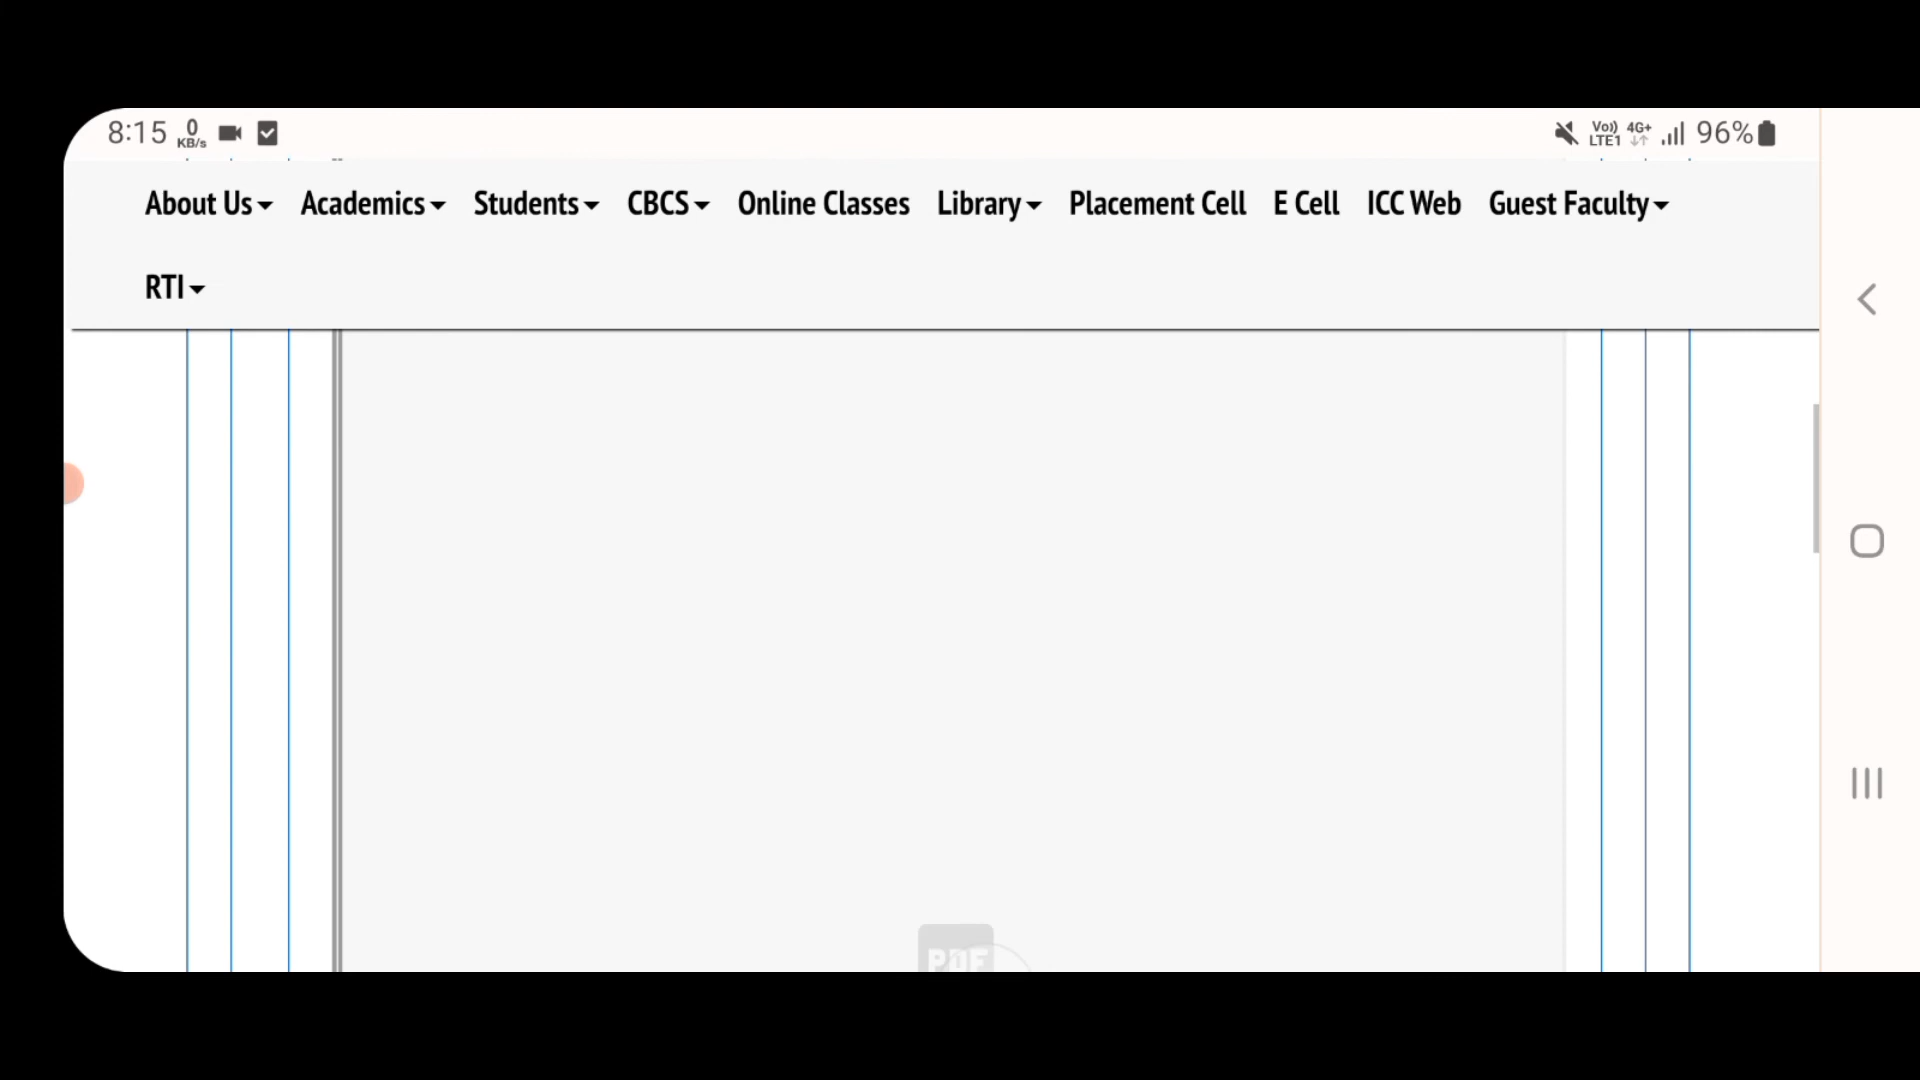 8:15 0 KB/s Vo)) LTE1 4G+ 96%
About Us Academics Students CBCS Online Classes Library Placement Cell E Cell ICC Web Guest Faculty
RTI
PDF